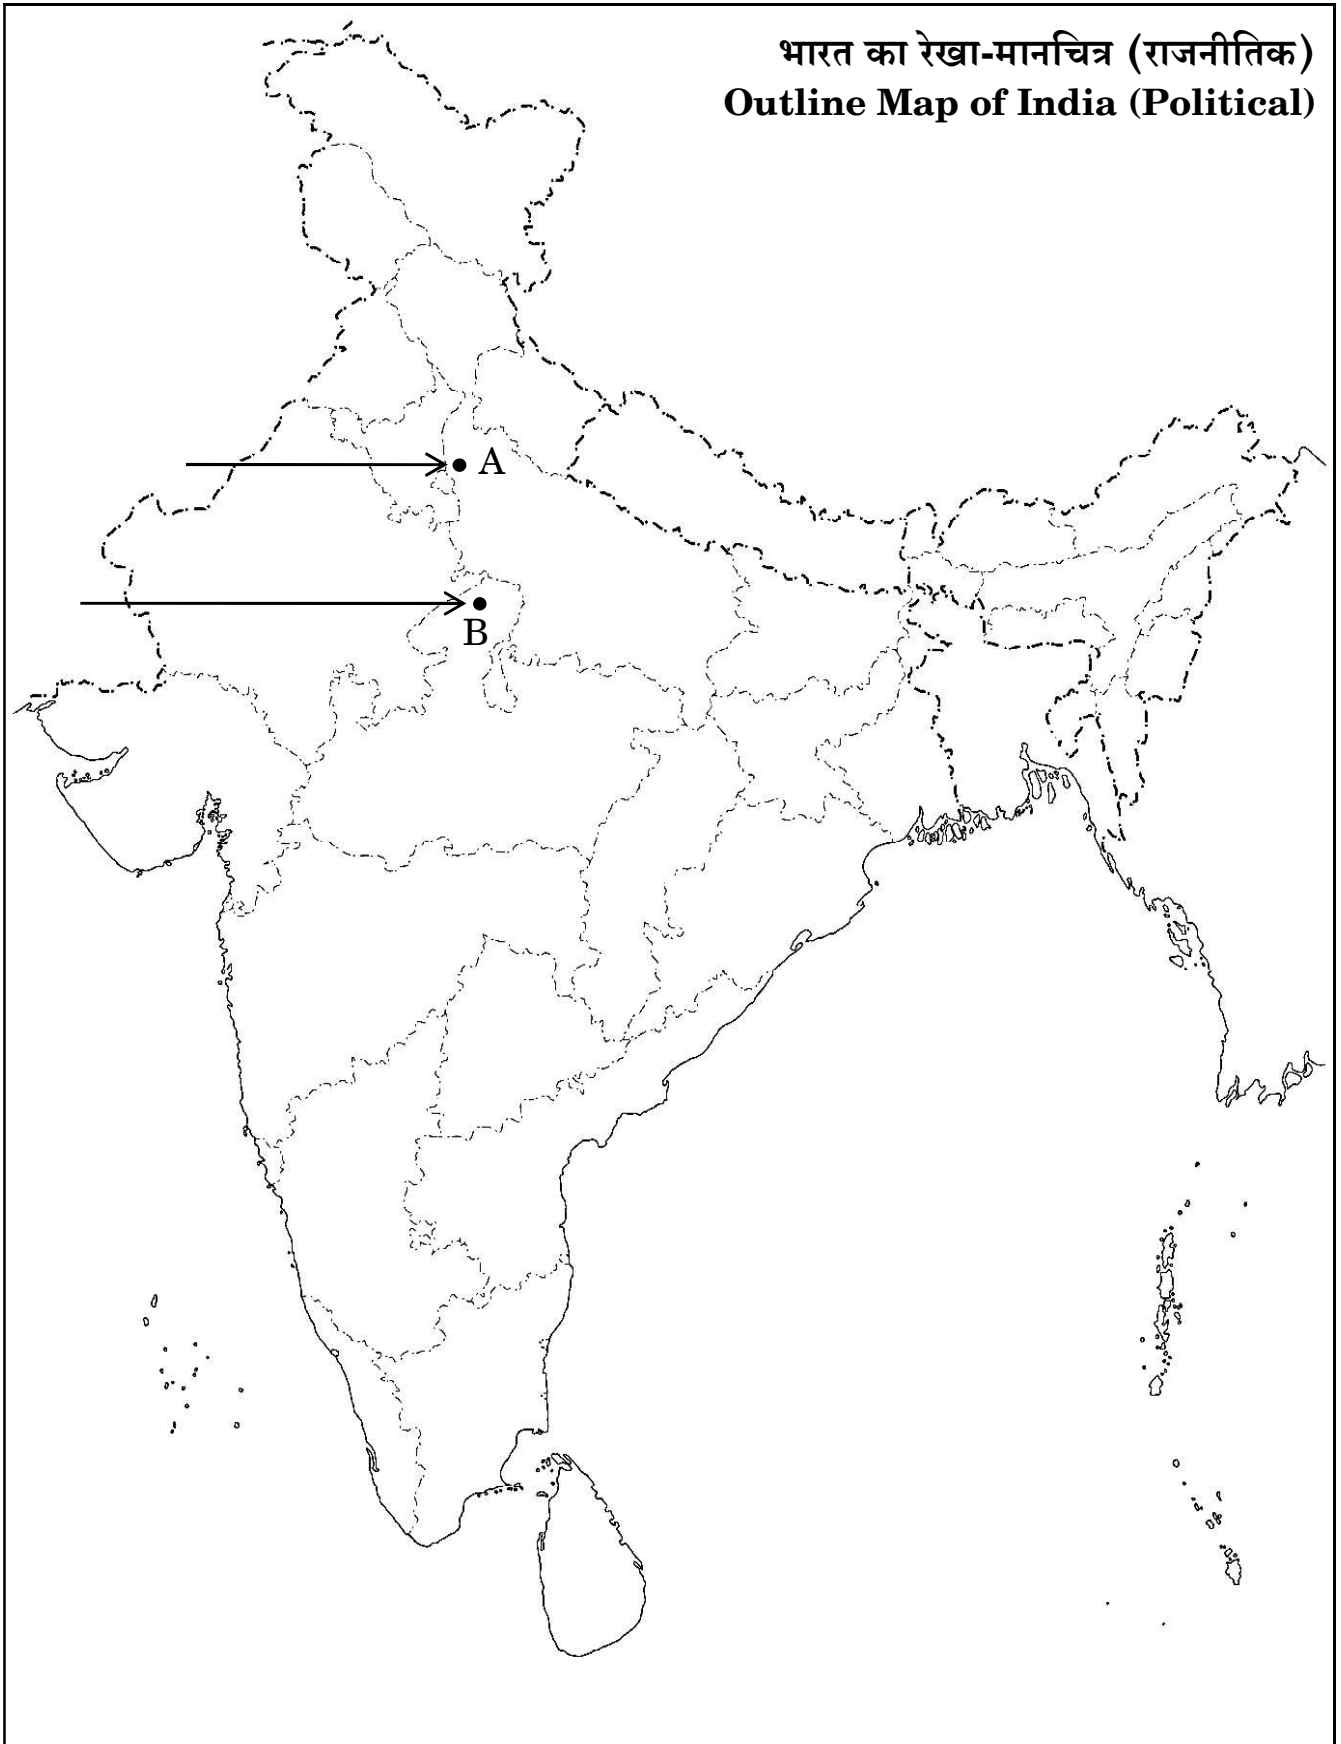 भारत का रेखा-मानचित्र (राजनीतिक)
Outline Map of India (Political)
A
B